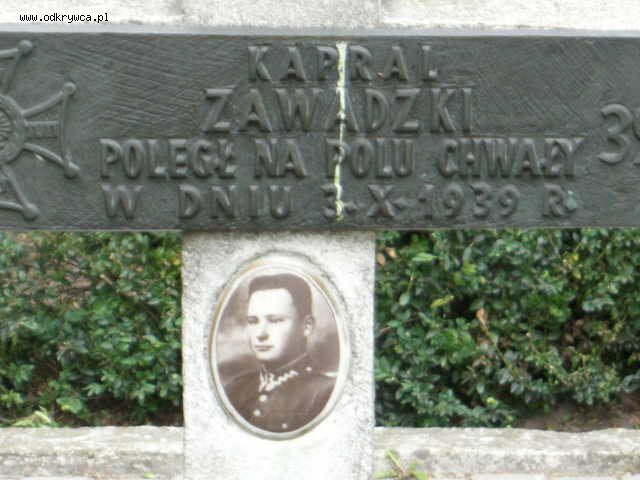 www.odkrywca.pl
KAPRAL
ZAWADZKI
POLEGŁ NA POLU CHWAŁY
W DNIU 3-X-1939 R.